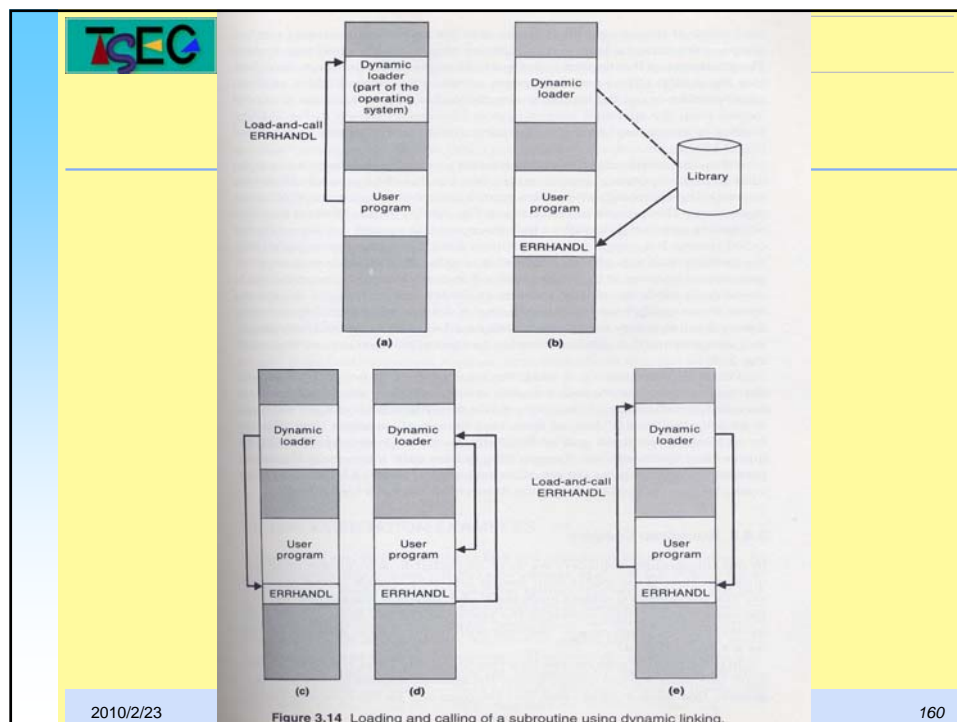 TSEC
Dynamic
loader
(part of the
operating
system)
Load-and-call
ERRHANDL
User
program
(a)
Dynamic
loader
Library
User
program
ERRHANDL
(b)
Dynamic
loader
User
program
ERRHANDL
(c)
Dynamic
loader
User
program
ERRHANDL
(d)
Dynamic
loader
Load-and-call
ERRHANDL
User
program
ERRHANDL
(e)
Figure 3.14 Loading and calling of a subroutine using dynamic linking.
2010/2/23
160